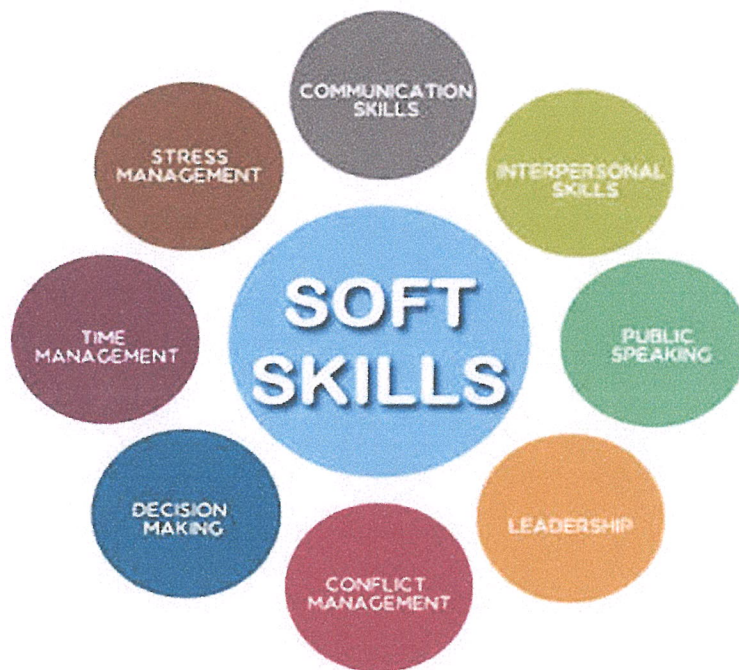 COMMUNICATION
SKILLS
INTERPERSONAL
SKILLS
PUBLIC
SPEAKING
LEADERSHIP
CONFLICT
MANAGEMENT
DECISION
MAKING
TIME
MANAGEMENT
STRESS
MANAGEMENT
SOFT
SKILLS